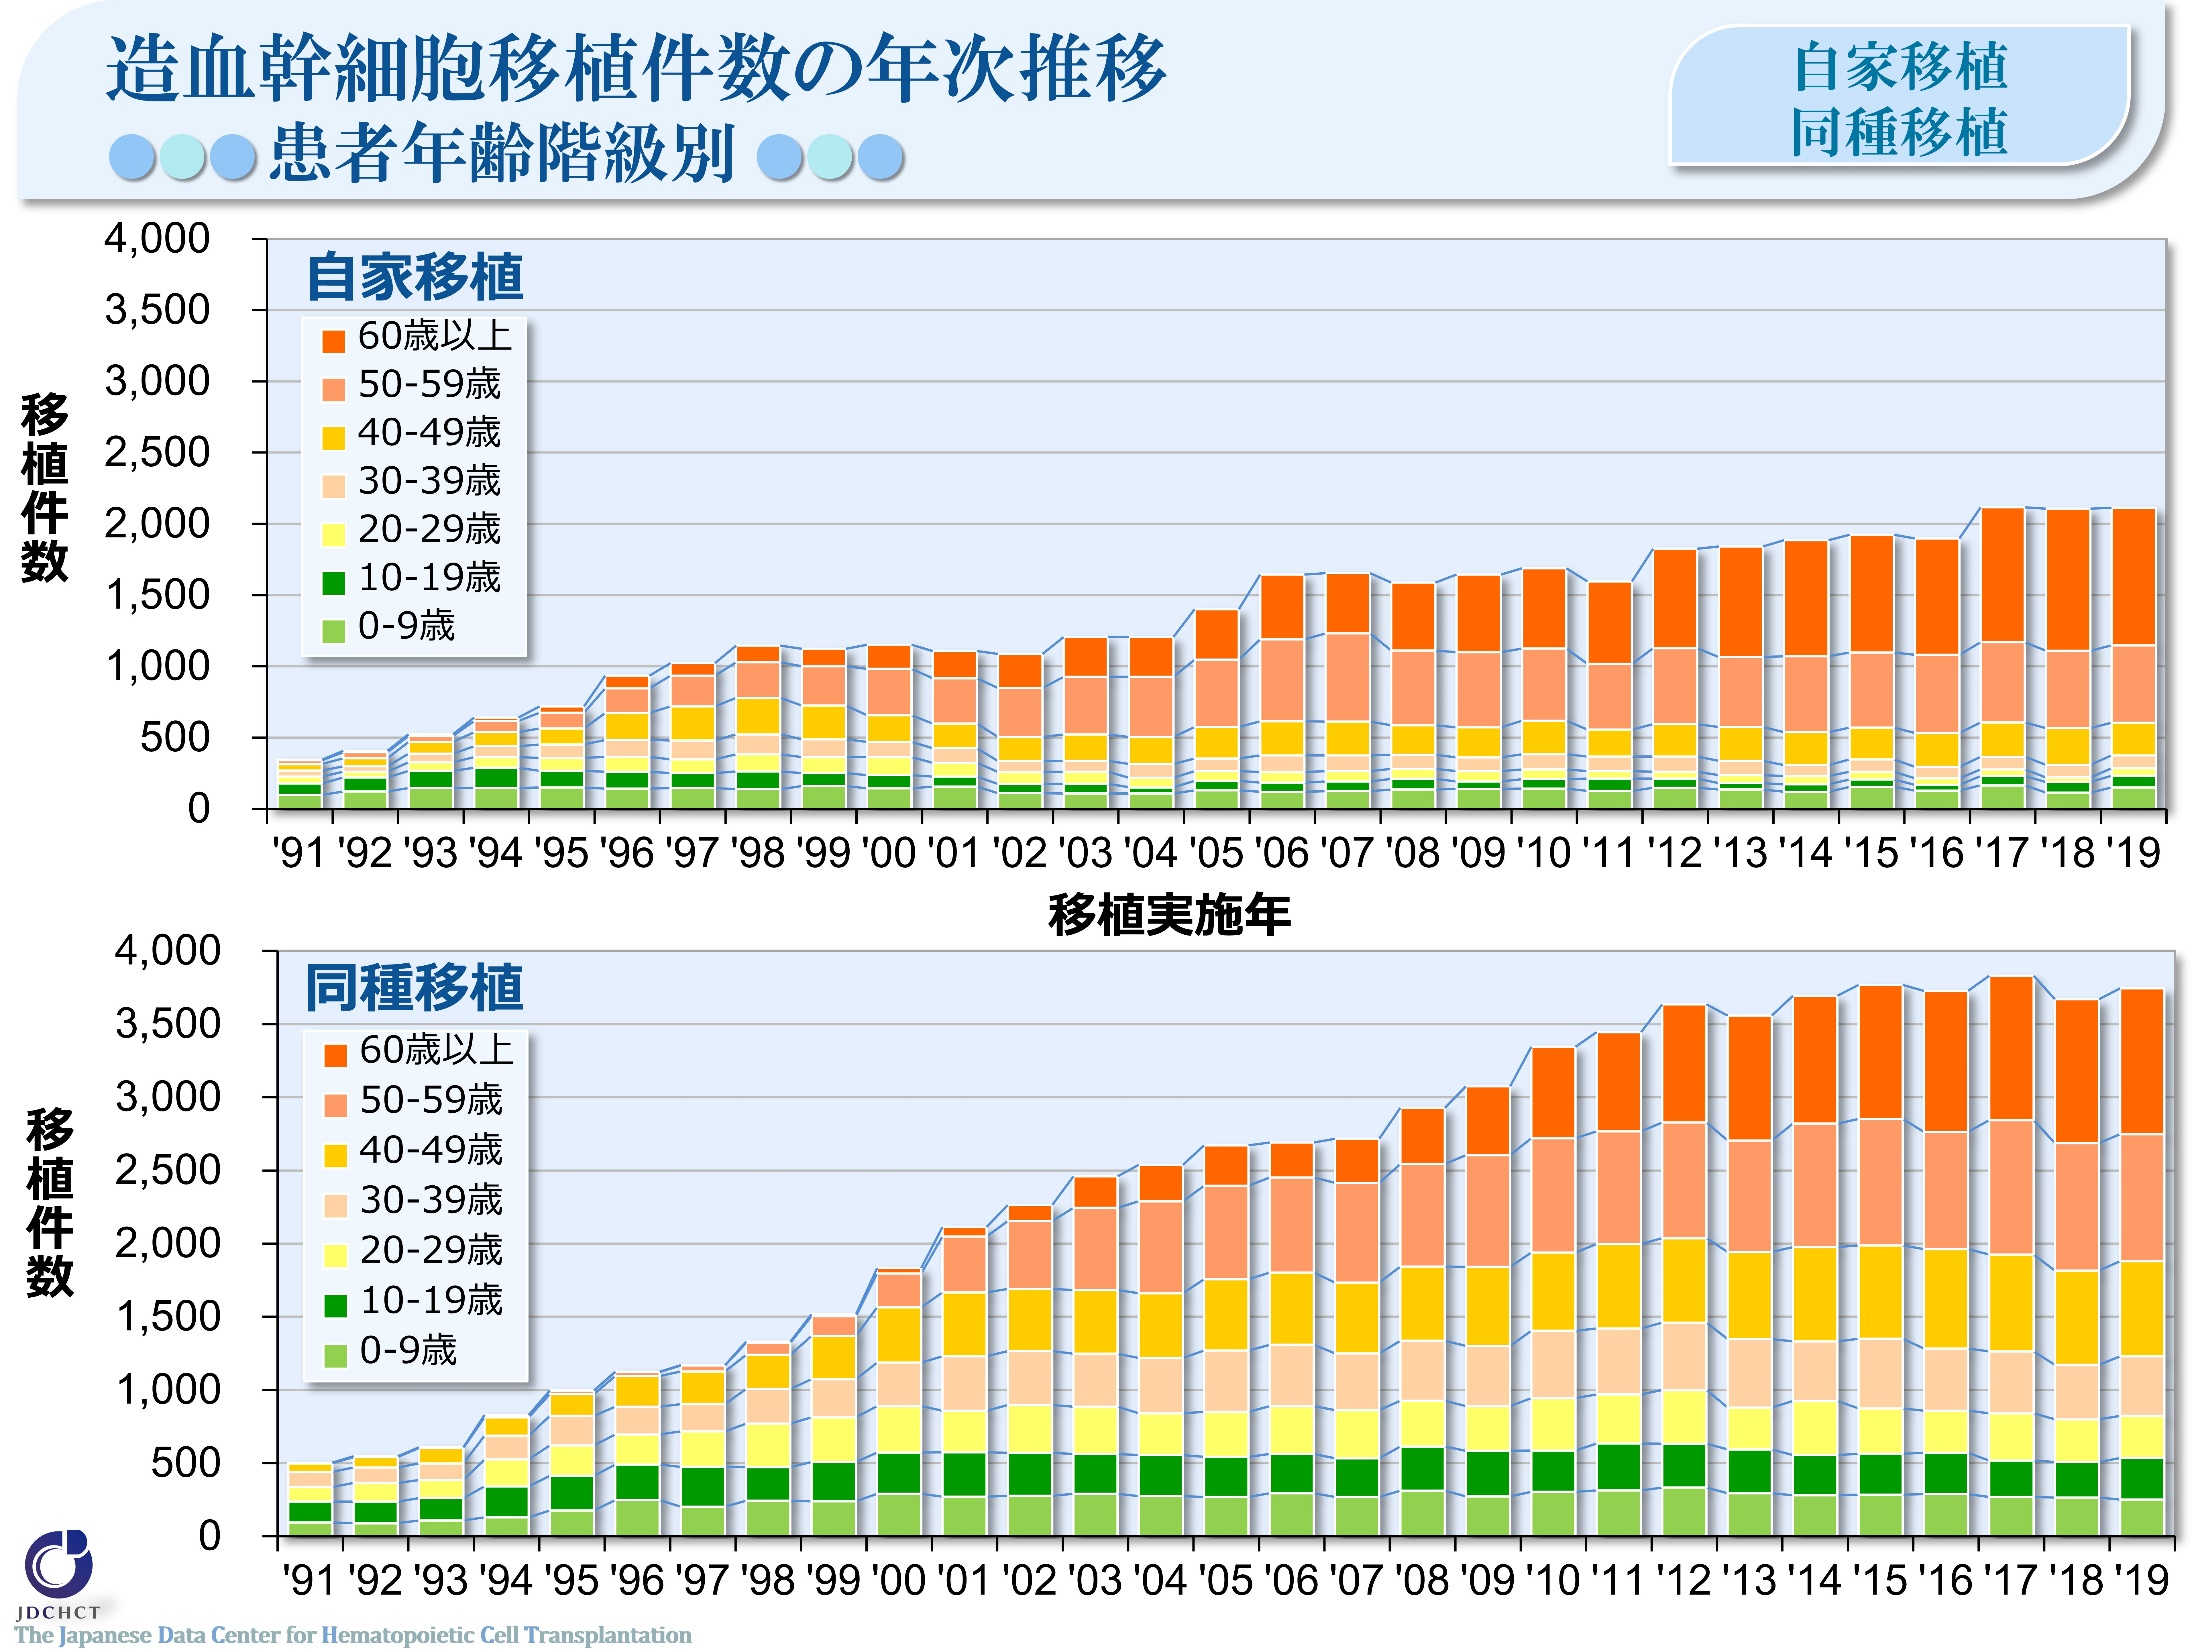 造血幹細胞移植件数の年次推移
患者年齢階級別
自家移植
同種移植
4,000
3,500
3,000
2,500
2,000
1,500
1,000
500
0
移植件数
自家移植
60歳以上
50-59歳
40-49歳
30-39歳
20-29歳
10-19歳
0-9歳
'91 '92 '93 '94 '95 '96 '97 '98 '99 '00 '01 '02 '03 '04 '05 '06 '07 '08 '09 '10 '11 '12 '13 '14 '15 '16 '17 '18 '19
移植実施年
4,000
3,500
3,000
2,500
2,000
1,500
1,000
500
0
移植件数
同種移植
60歳以上
50-59歳
40-49歳
30-39歳
20-29歳
10-19歳
0-9歳
'91 '92 '93 '94 '95 '96 '97 '98 '99 '00 '01 '02 '03 '04 '05 '06 '07 '08 '09 '10 '11 '12 '13 '14 '15 '16 '17 '18 '19
JDCHCT
The Japanese Data Center for Hematopoietic Cell Transplantation